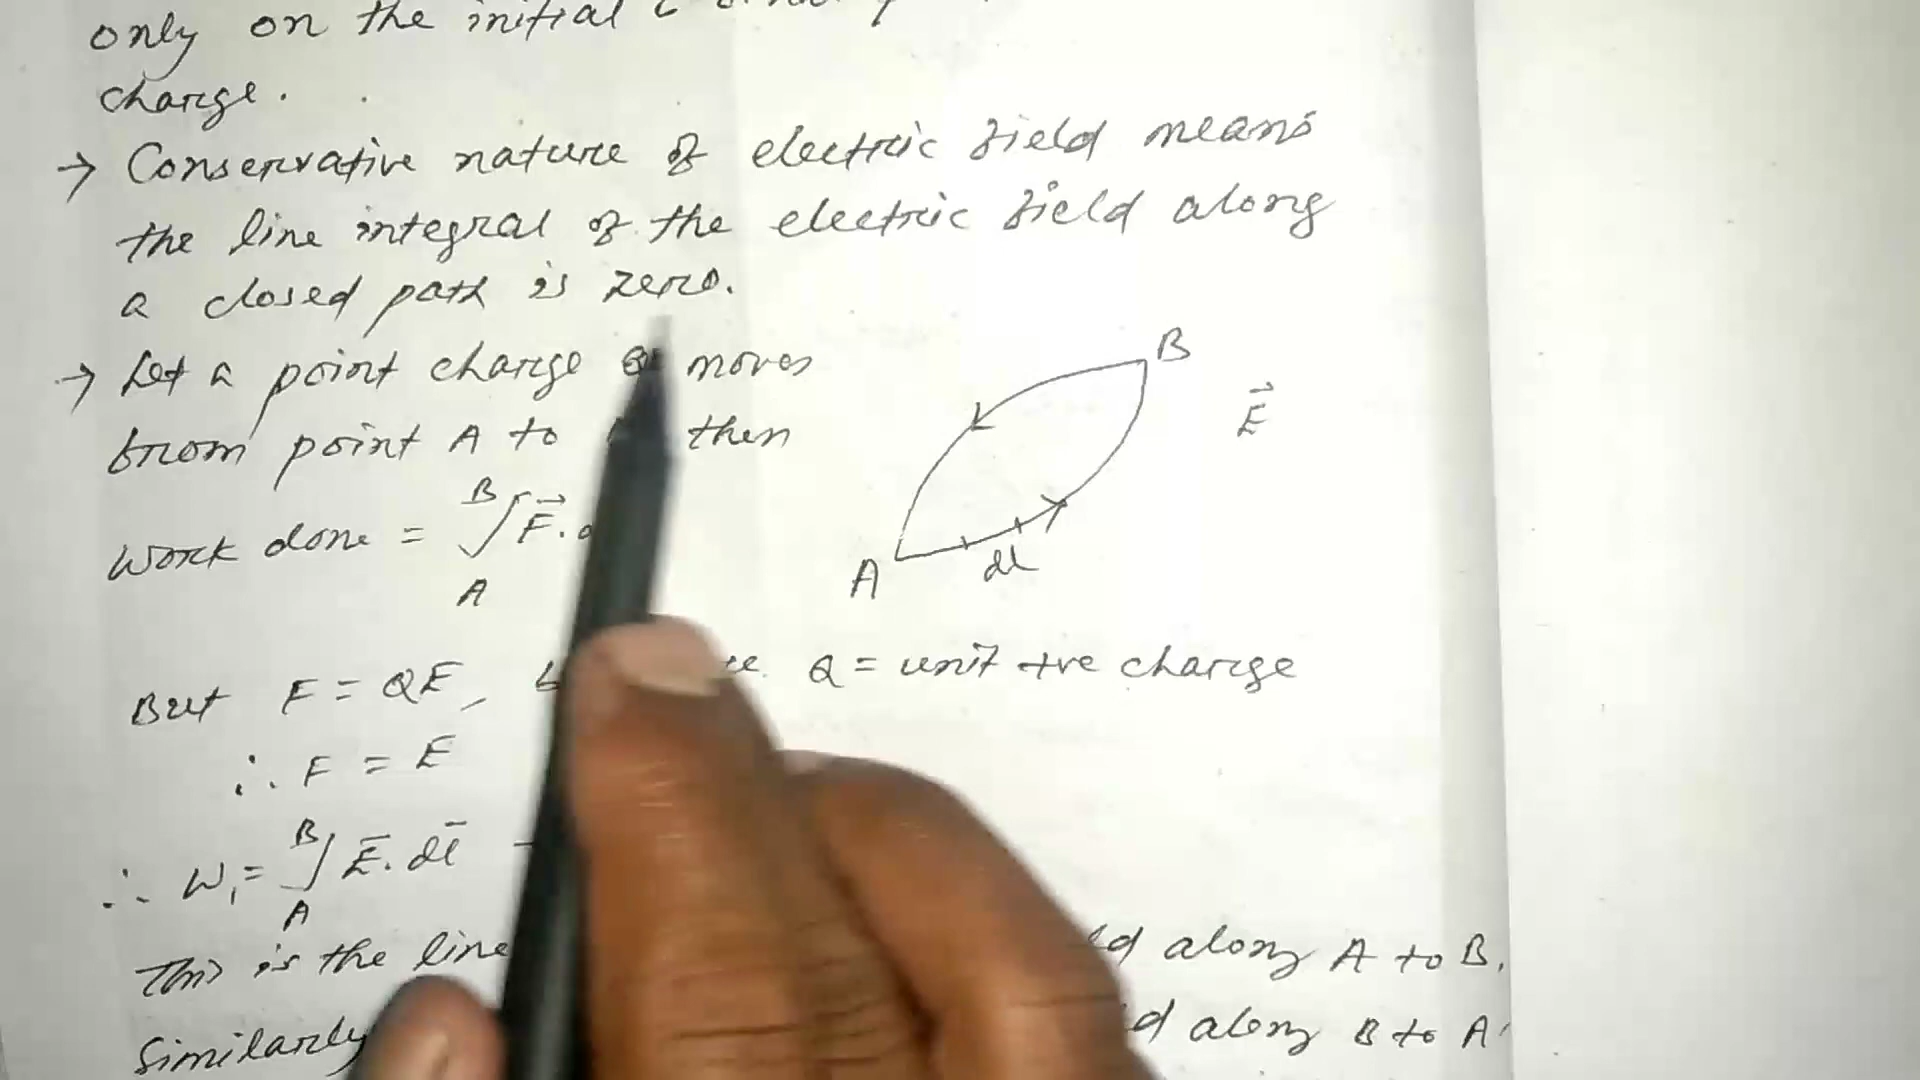 only on the initial
charge.
→ Conservative nature of electric field means
the line integral of the electric field along
a closed path is zero.
→ Let a point charge Q moves
from point A to then
Work done = ∫ₐᴮ F⃗.
B
E⃗
A
dl
But F = QE, Q = unit +ve charge
∴ F = E
∴ W₁ = ∫ₐᴮ E̅. dl̅
This is the line along A to B.
Similarly along B to A